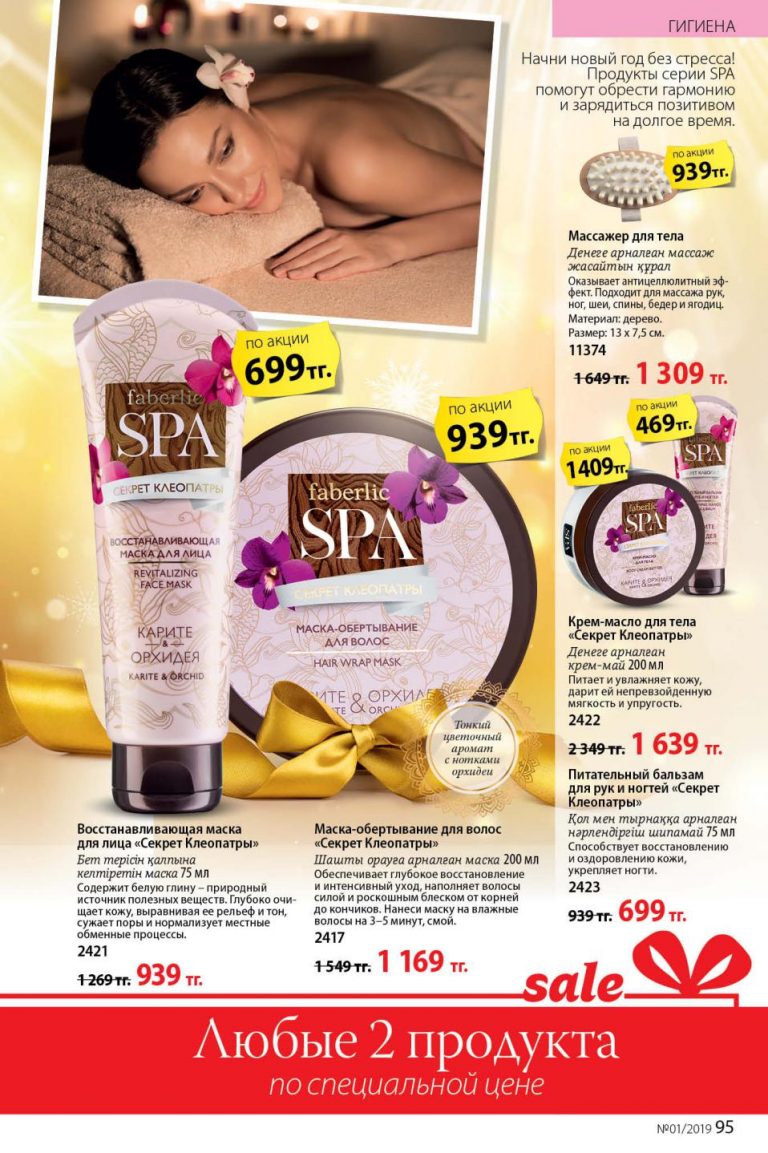 ГИГИЕНА
Начни новый год без стресса!
Продукты серии SPA
помогут обрести гармонию
и зарядиться позитивом
на долгое время.
по акции
939тг.
Массажер для тела
Денеге арналған массаж
жасайтын құрал
Оказывает антицеллюлитный эф-
фект. Подходит для массажа рук,
ног, шеи, спины, бедер и ягодиц.
Материал: дерево.
Размер: 13 х 7,5 см.
11374
1 649 тг. 1 309 тг.
по акции
699тг.
по акции
939тг.
по акции
469тг.
по акции
1409тг.
faberlic
SPA
СЕКРЕТ КЛЕОПАТРЫ
ВОССТАНАВЛИВАЮЩАЯ
МАСКА ДЛЯ ЛИЦА
REVITALIZING
FACE MASK
КАРИТЕ
&
ОРХИДЕЯ
KARITE & ORCHID
faberlic
SPA
СЕКРЕТ КЛЕОПАТРЫ
МАСКА-ОБЕРТЫВАНИЕ
ДЛЯ ВОЛОС
HAIR WRAP MASK
SPA
faberlic
SPA
КРЕМ-МАСЛО
ДЛЯ ТЕЛА
КАРИТЕ & ОРХИДЕЯ
Тонкий
цветочный
аромат
с нотками
орхидеи
Крем-масло для тела
«Секрет Клеопатры»
Денеге арналған
крем-май 200 мл
Питает и увлажняет кожу,
дарит ей непревзойденную
мягкость и упругость.
2422
2 349 тг. 1 639 тг.
Питательный бальзам
для рук и ногтей «Секрет
Клеопатры»
Қол мен тырнаққа арналған
нәрлендіргіш шипамай 75 мл
Способствует восстановлению
и оздоровлению кожи,
укрепляет ногти.
2423
939 тг. 699 тг.
Восстанавливающая маска
для лица «Секрет Клеопатры»
Бет терісін қалпына
келтіретін маска 75 мл
Содержит белую глину – природный
источник полезных веществ. Глубоко очи-
щает кожу, выравнивая ее рельеф и тон,
сужает поры и нормализует местные
обменные процессы.
2421
1 269 тг. 939 тг.
Маска-обертывание для волос
«Секрет Клеопатры»
Шашты орауға арналған маска 200 мл
Обеспечивает глубокое восстановление
и интенсивный уход, наполняет волосы
силой и роскошным блеском от корней
до кончиков. Нанеси маску на влажные
волосы на 3–5 минут, смой.
2417
1 549 тг. 1 169 тг.
sale
Любые 2 продукта
по специальной цене
№01/2019 95